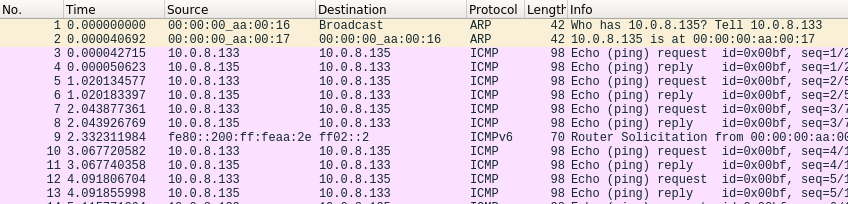 No. Time Source Destination Protocol Length Info
1 0.000000000 00:00:00_aa:00:16 Broadcast ARP 42 Who has 10.0.8.135? Tell 10.0.8.133
2 0.000040692 00:00:00_aa:00:17 00:00:00_aa:00:16 ARP 42 10.0.8.135 is at 00:00:00:aa:00:17
3 0.000042715 10.0.8.133 10.0.8.135 ICMP 98 Echo (ping) request id=0x00bf, seq=1/2
4 0.000050623 10.0.8.135 10.0.8.133 ICMP 98 Echo (ping) reply id=0x00bf, seq=1/2
5 1.020134577 10.0.8.133 10.0.8.135 ICMP 98 Echo (ping) request id=0x00bf, seq=2/5
6 1.020183397 10.0.8.135 10.0.8.133 ICMP 98 Echo (ping) reply id=0x00bf, seq=2/5
7 2.043877361 10.0.8.133 10.0.8.135 ICMP 98 Echo (ping) request id=0x00bf, seq=3/7
8 2.043926769 10.0.8.135 10.0.8.133 ICMP 98 Echo (ping) reply id=0x00bf, seq=3/7
9 2.332311984 fe80::200:ff:feaa:2e ff02::2 ICMPv6 70 Router Solicitation from 00:00:00:aa:00
10 3.067720582 10.0.8.133 10.0.8.135 ICMP 98 Echo (ping) request id=0x00bf, seq=4/1
11 3.067740358 10.0.8.135 10.0.8.133 ICMP 98 Echo (ping) reply id=0x00bf, seq=4/1
12 4.091806704 10.0.8.133 10.0.8.135 ICMP 98 Echo (ping) request id=0x00bf, seq=5/1
13 4.091855998 10.0.8.135 10.0.8.133 ICMP 98 Echo (ping) reply id=0x00bf, seq=5/1